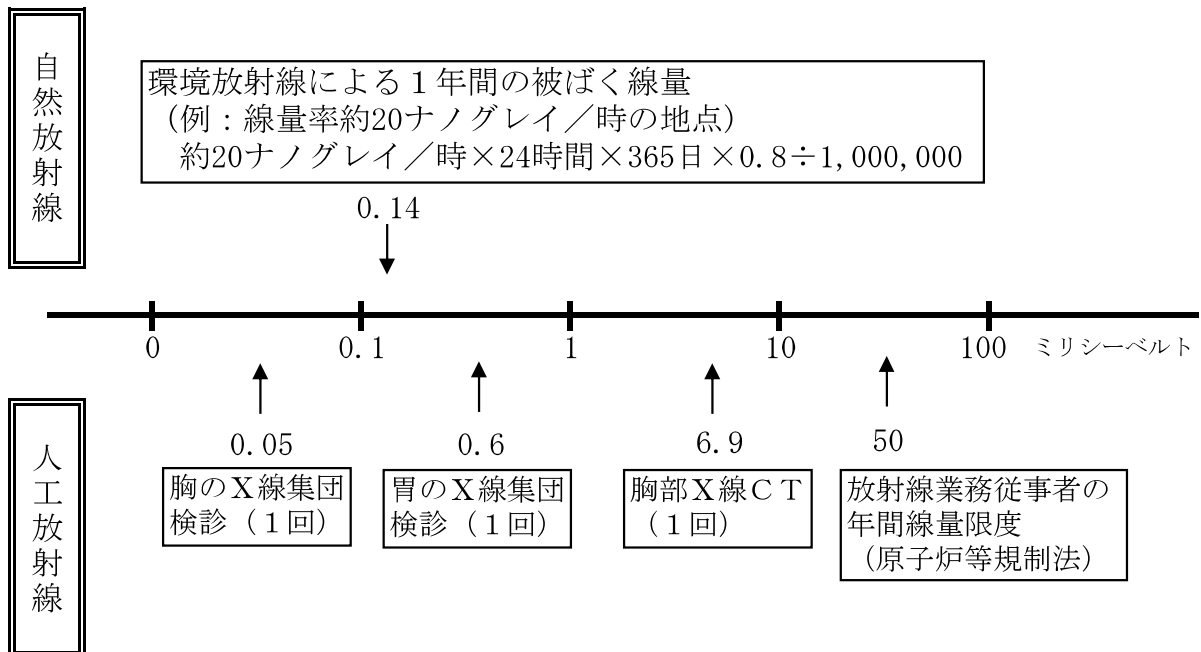 自然放射線
環境放射線による１年間の被ばく線量
（例：線量率約20ナノグレイ／時の地点）
約20ナノグレイ／時×24時間×365日×0.8÷1,000,000
0.14
0
0.1
1
10
100
ミリシーベルト
人工放射線
0.05
胸のＸ線集団
検診（１回）
0.6
胃のＸ線集団
検診（１回）
6.9
胸部Ｘ線ＣＴ
（１回）
50
放射線業務従事者の
年間線量限度
（原子炉等規制法）